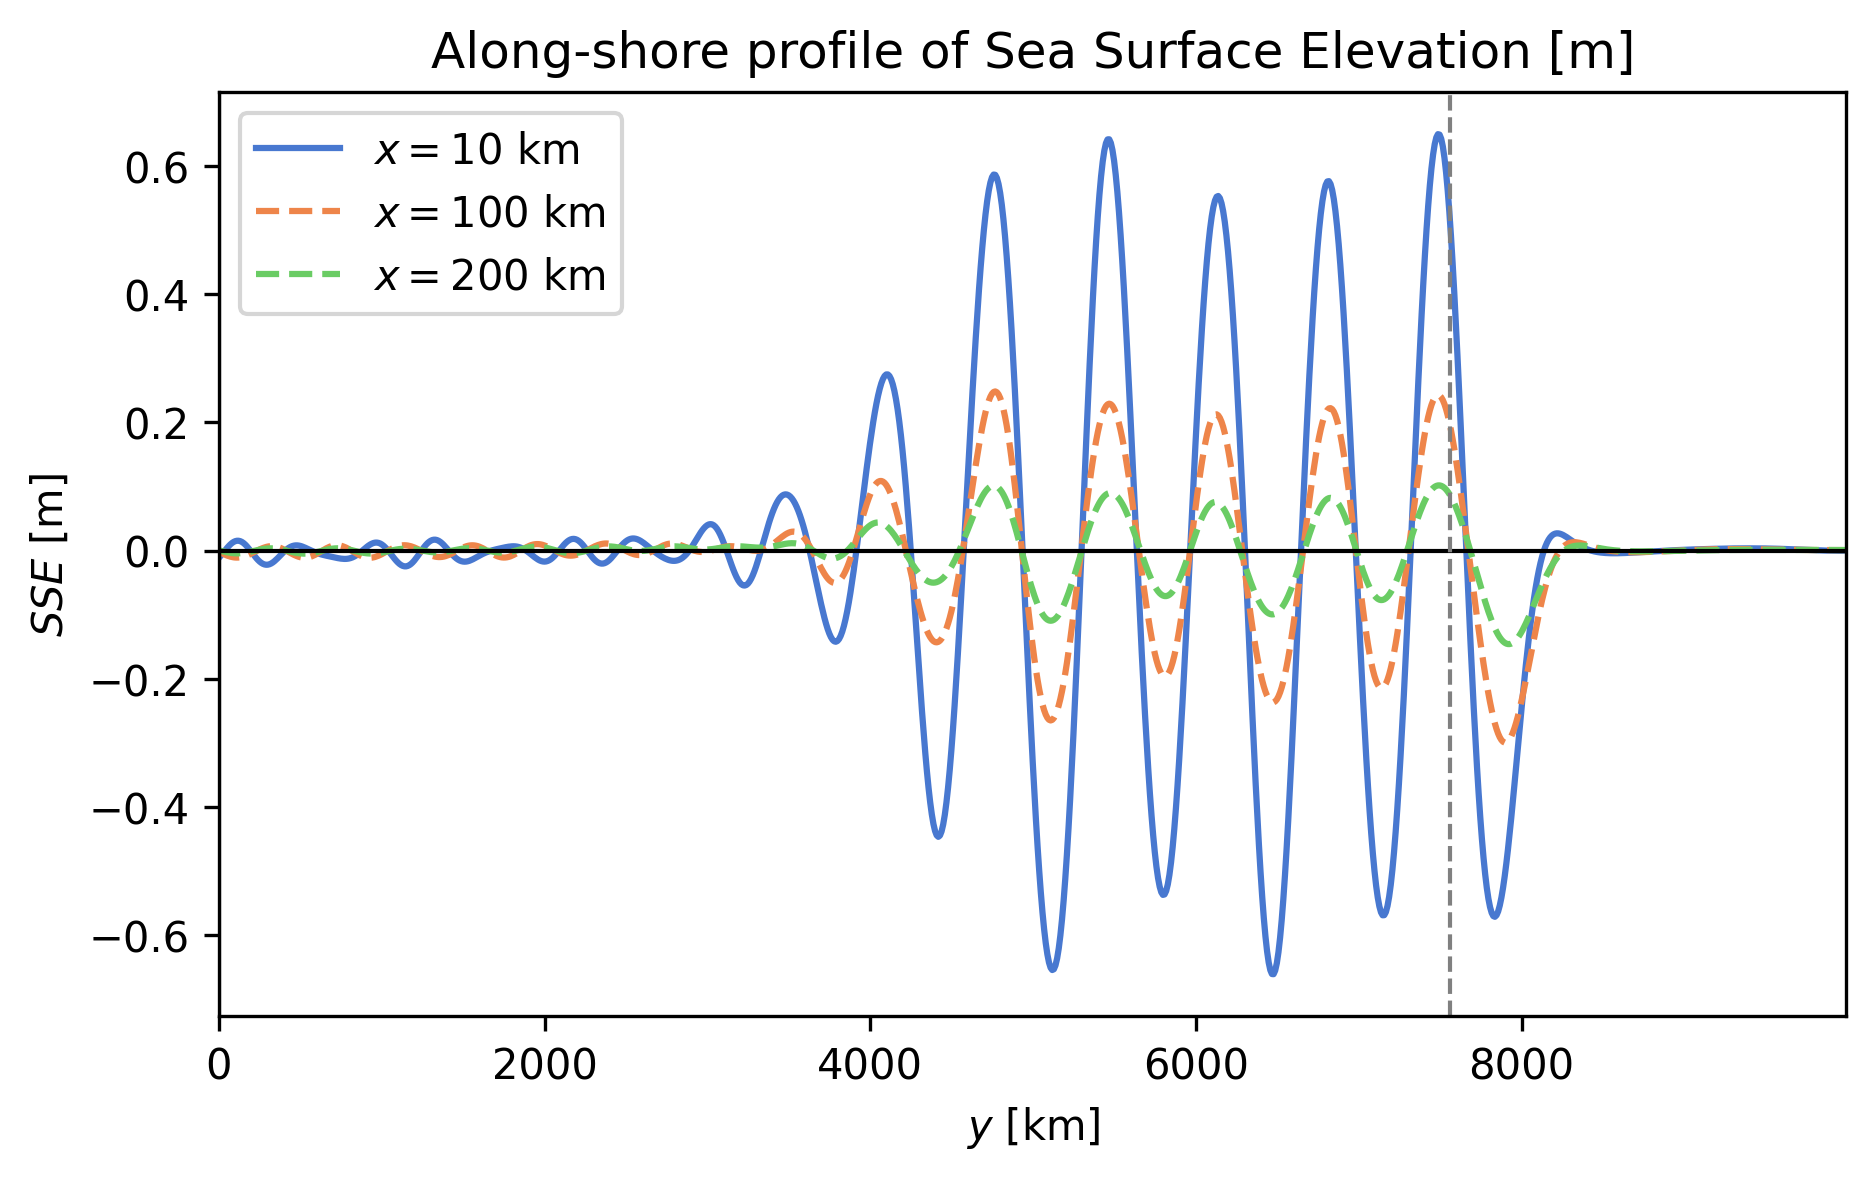 Along-shore profile of Sea Surface Elevation [m]
x = 10 km
x = 100 km
x = 200 km
0.6
0.4
0.2
0.0
−0.2
−0.4
−0.6
SSE [m]
0 2000 4000 6000 8000
y [km]